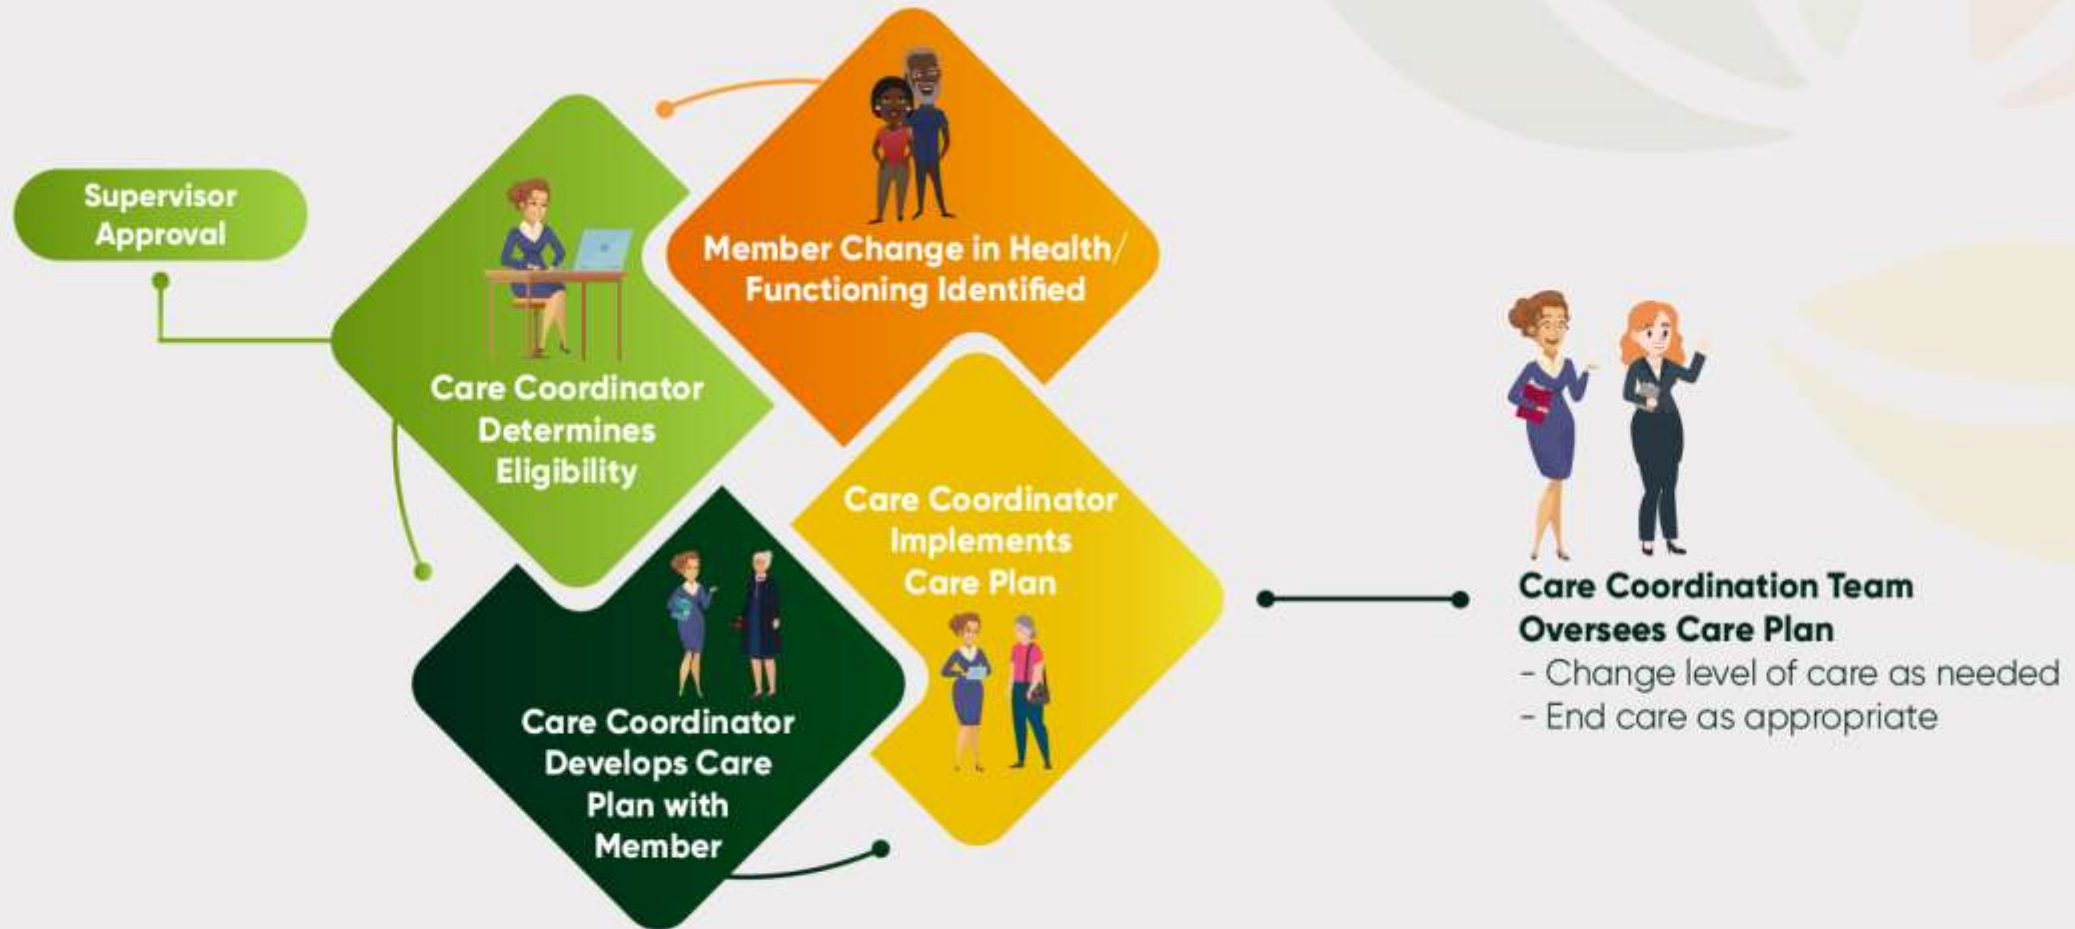 Supervisor
Approval
Member Change in Health/
Functioning Identified
Care Coordinator
Determines
Eligibility
Care Coordinator
Develops Care
Plan with
Member
Care Coordinator
Implements
Care Plan
Care Coordination Team
Oversees Care Plan
- Change level of care as needed
- End care as appropriate